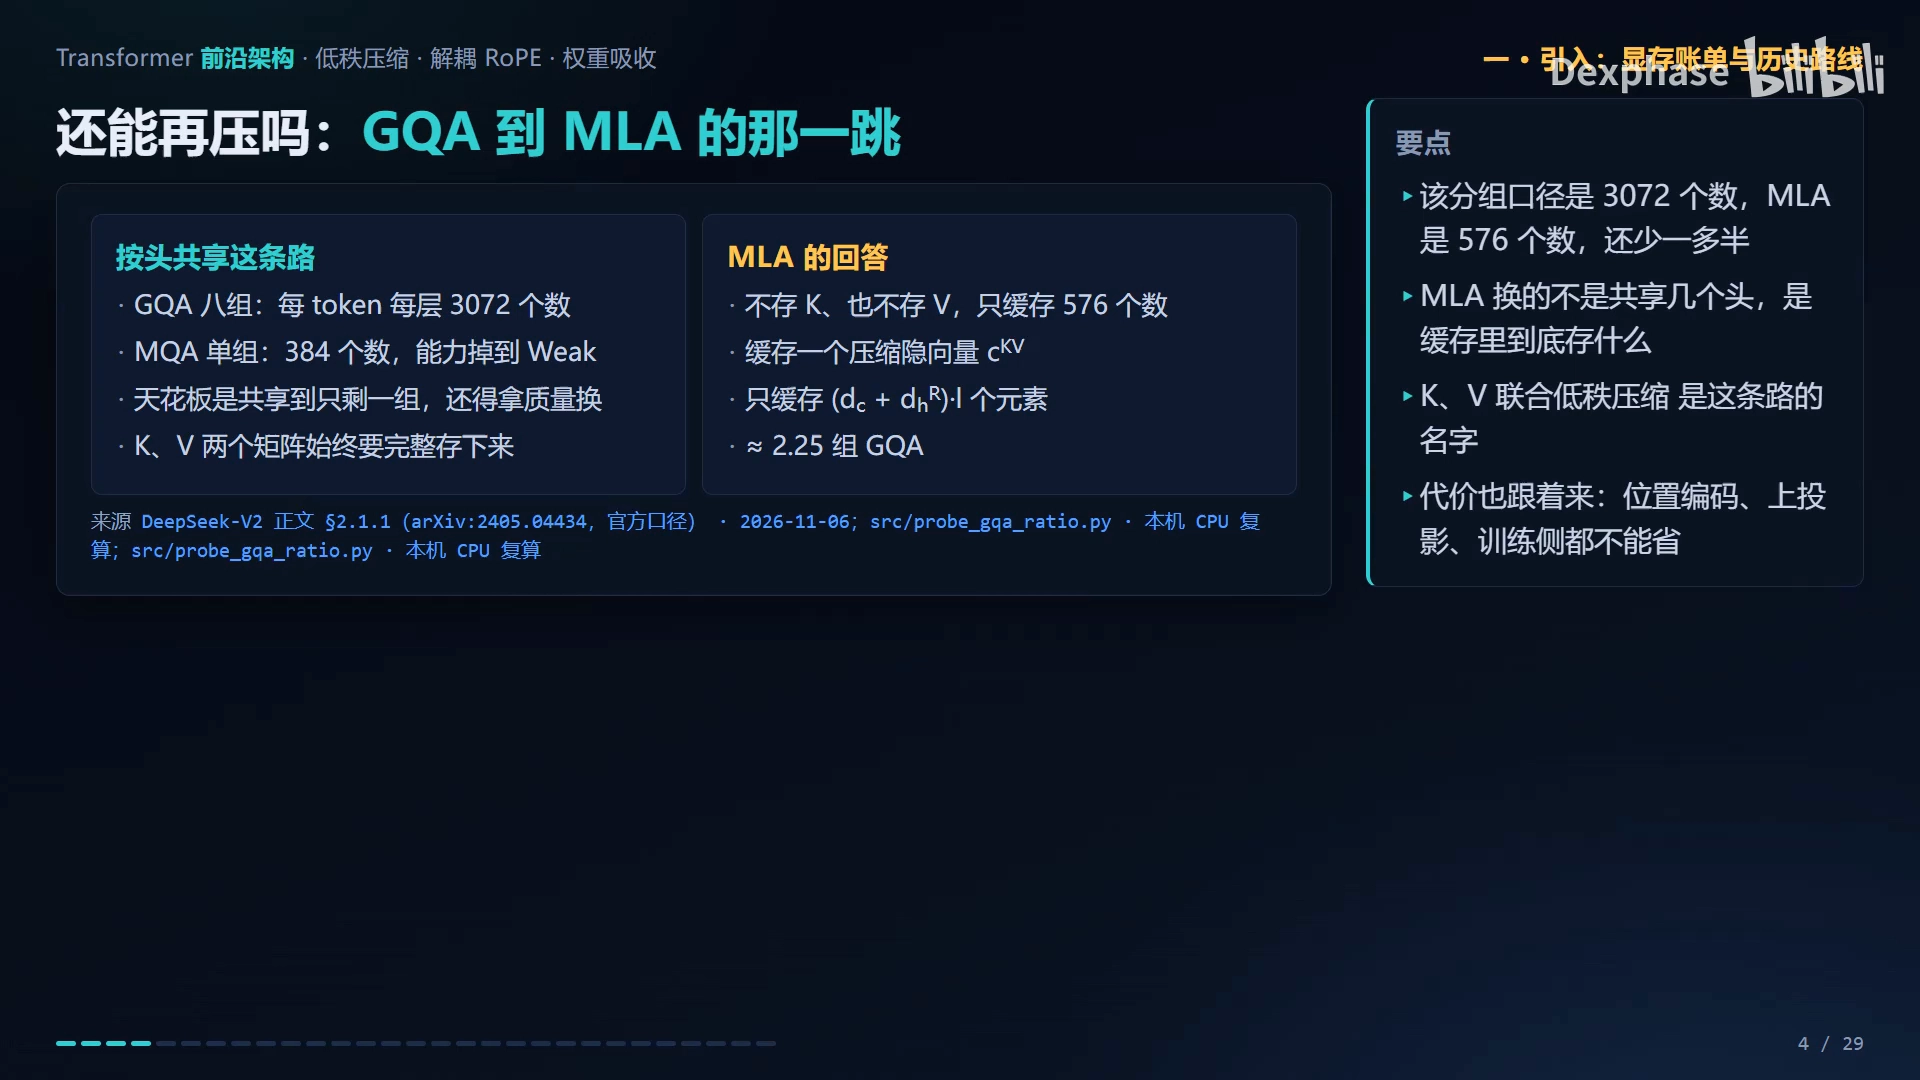 Transformer 前沿架构 · 低秩压缩 · 解耦 RoPE · 权重吸收
一 · 引入：显存账单与历史路线
Dexphase bilibili
还能再压吗：GQA 到 MLA 的那一跳
按头共享这条路
· GQA 八组：每 token 每层 3072 个数
· MQA 单组：384 个数，能力掉到 Weak
· 天花板是共享到只剩一组，还得拿质量换
· K、V 两个矩阵始终要完整存下来
MLA 的回答
· 不存 K、也不存 V，只缓存 576 个数
· 缓存一个压缩隐向量 cᴷⱽ
· 只缓存 (d_c + d_h^R)·l 个元素
· ≈ 2.25 组 GQA
来源 DeepSeek-V2 正文 §2.1.1 (arXiv:2405.04434, 官方口径) · 2026-11-06; src/probe_gqa_ratio.py · 本机 CPU 复
算; src/probe_gqa_ratio.py · 本机 CPU 复算
要点
▸ 该分组口径是 3072 个数，MLA
是 576 个数，还少一多半
▸ MLA 换的不是共享几个头，是
缓存里到底存什么
▸ K、V 联合低秩压缩 是这条路的
名字
▸ 代价也跟着来：位置编码、上投
影、训练侧都不能省
4 / 29